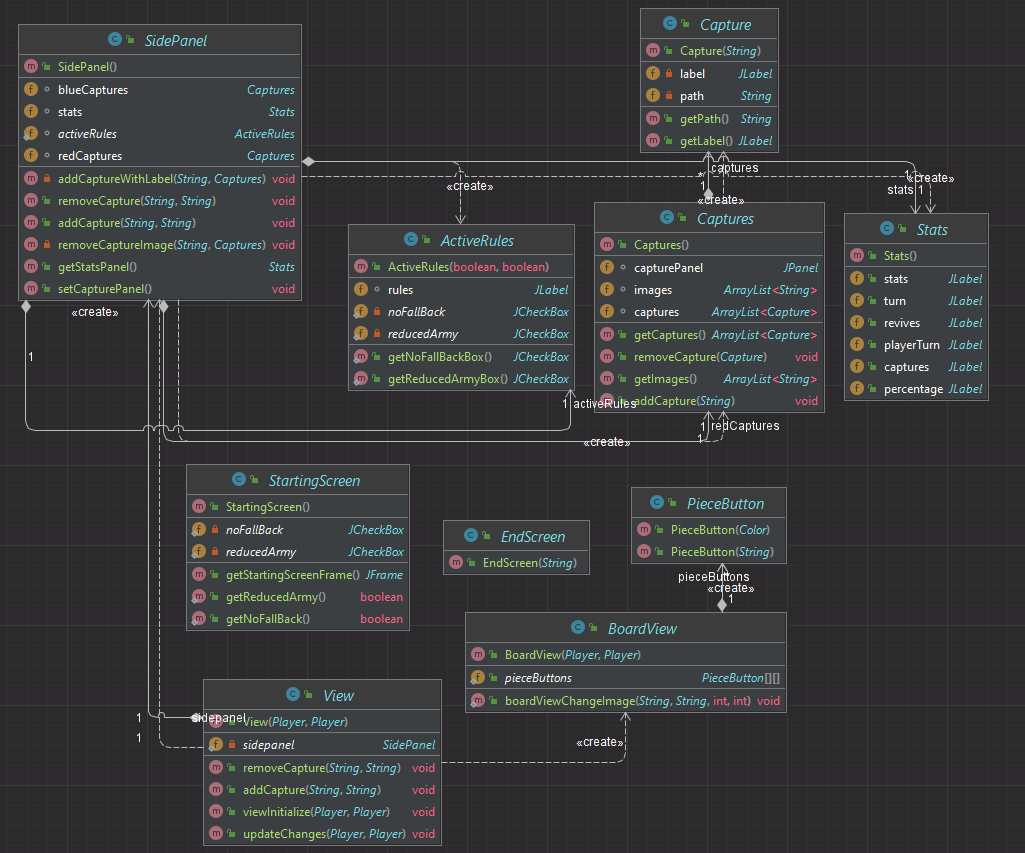 SidePanel
SidePanel()
blueCaptures Captures
stats Stats
activeRules ActiveRules
redCaptures Captures
addCaptureWithLabel(String, Captures) void
removeCapture(String, String) void
addCapture(String, String) void
removeCaptureImage(String, Captures) void
getStatsPanel() Stats
setCapturePanel() void
Capture
Capture(String)
label JLabel
path String
getPath() String
getLabel() JLabel
captures
*
1
«create»
«create»
1
«create»
stats 1
ActiveRules
ActiveRules(boolean, boolean)
rules JLabel
noFallBack JCheckBox
reducedArmy JCheckBox
getNoFallBackBox() JCheckBox
getReducedArmyBox() JCheckBox
Captures
Captures()
capturePanel JPanel
images ArrayList<String>
captures ArrayList<Capture>
getCaptures() ArrayList<Capture>
removeCapture(Capture) void
getImages() ArrayList<String>
addCapture(String) void
Stats
Stats()
stats JLabel
turn JLabel
revives JLabel
playerTurn JLabel
captures JLabel
percentage JLabel
«create»
1
1 activeRules
1 redCaptures
1
«create»
StartingScreen
StartingScreen()
noFallBack JCheckBox
reducedArmy JCheckBox
getStartingScreenFrame() JFrame
getReducedArmy() boolean
getNoFallBack() boolean
EndScreen
EndScreen(String)
PieceButton
PieceButton(Color)
PieceButton(String)
pieceButtons
«create»
1
BoardView
BoardView(Player, Player)
pieceButtons PieceButton[][]
boardViewChangeImage(String, String, int, int) void
«create»
View
1
sidepanel
View(Player, Player)
1
sidepanel SidePanel
removeCapture(String, String) void
addCapture(String, String) void
viewInitialize(Player, Player) void
updateChanges(Player, Player) void